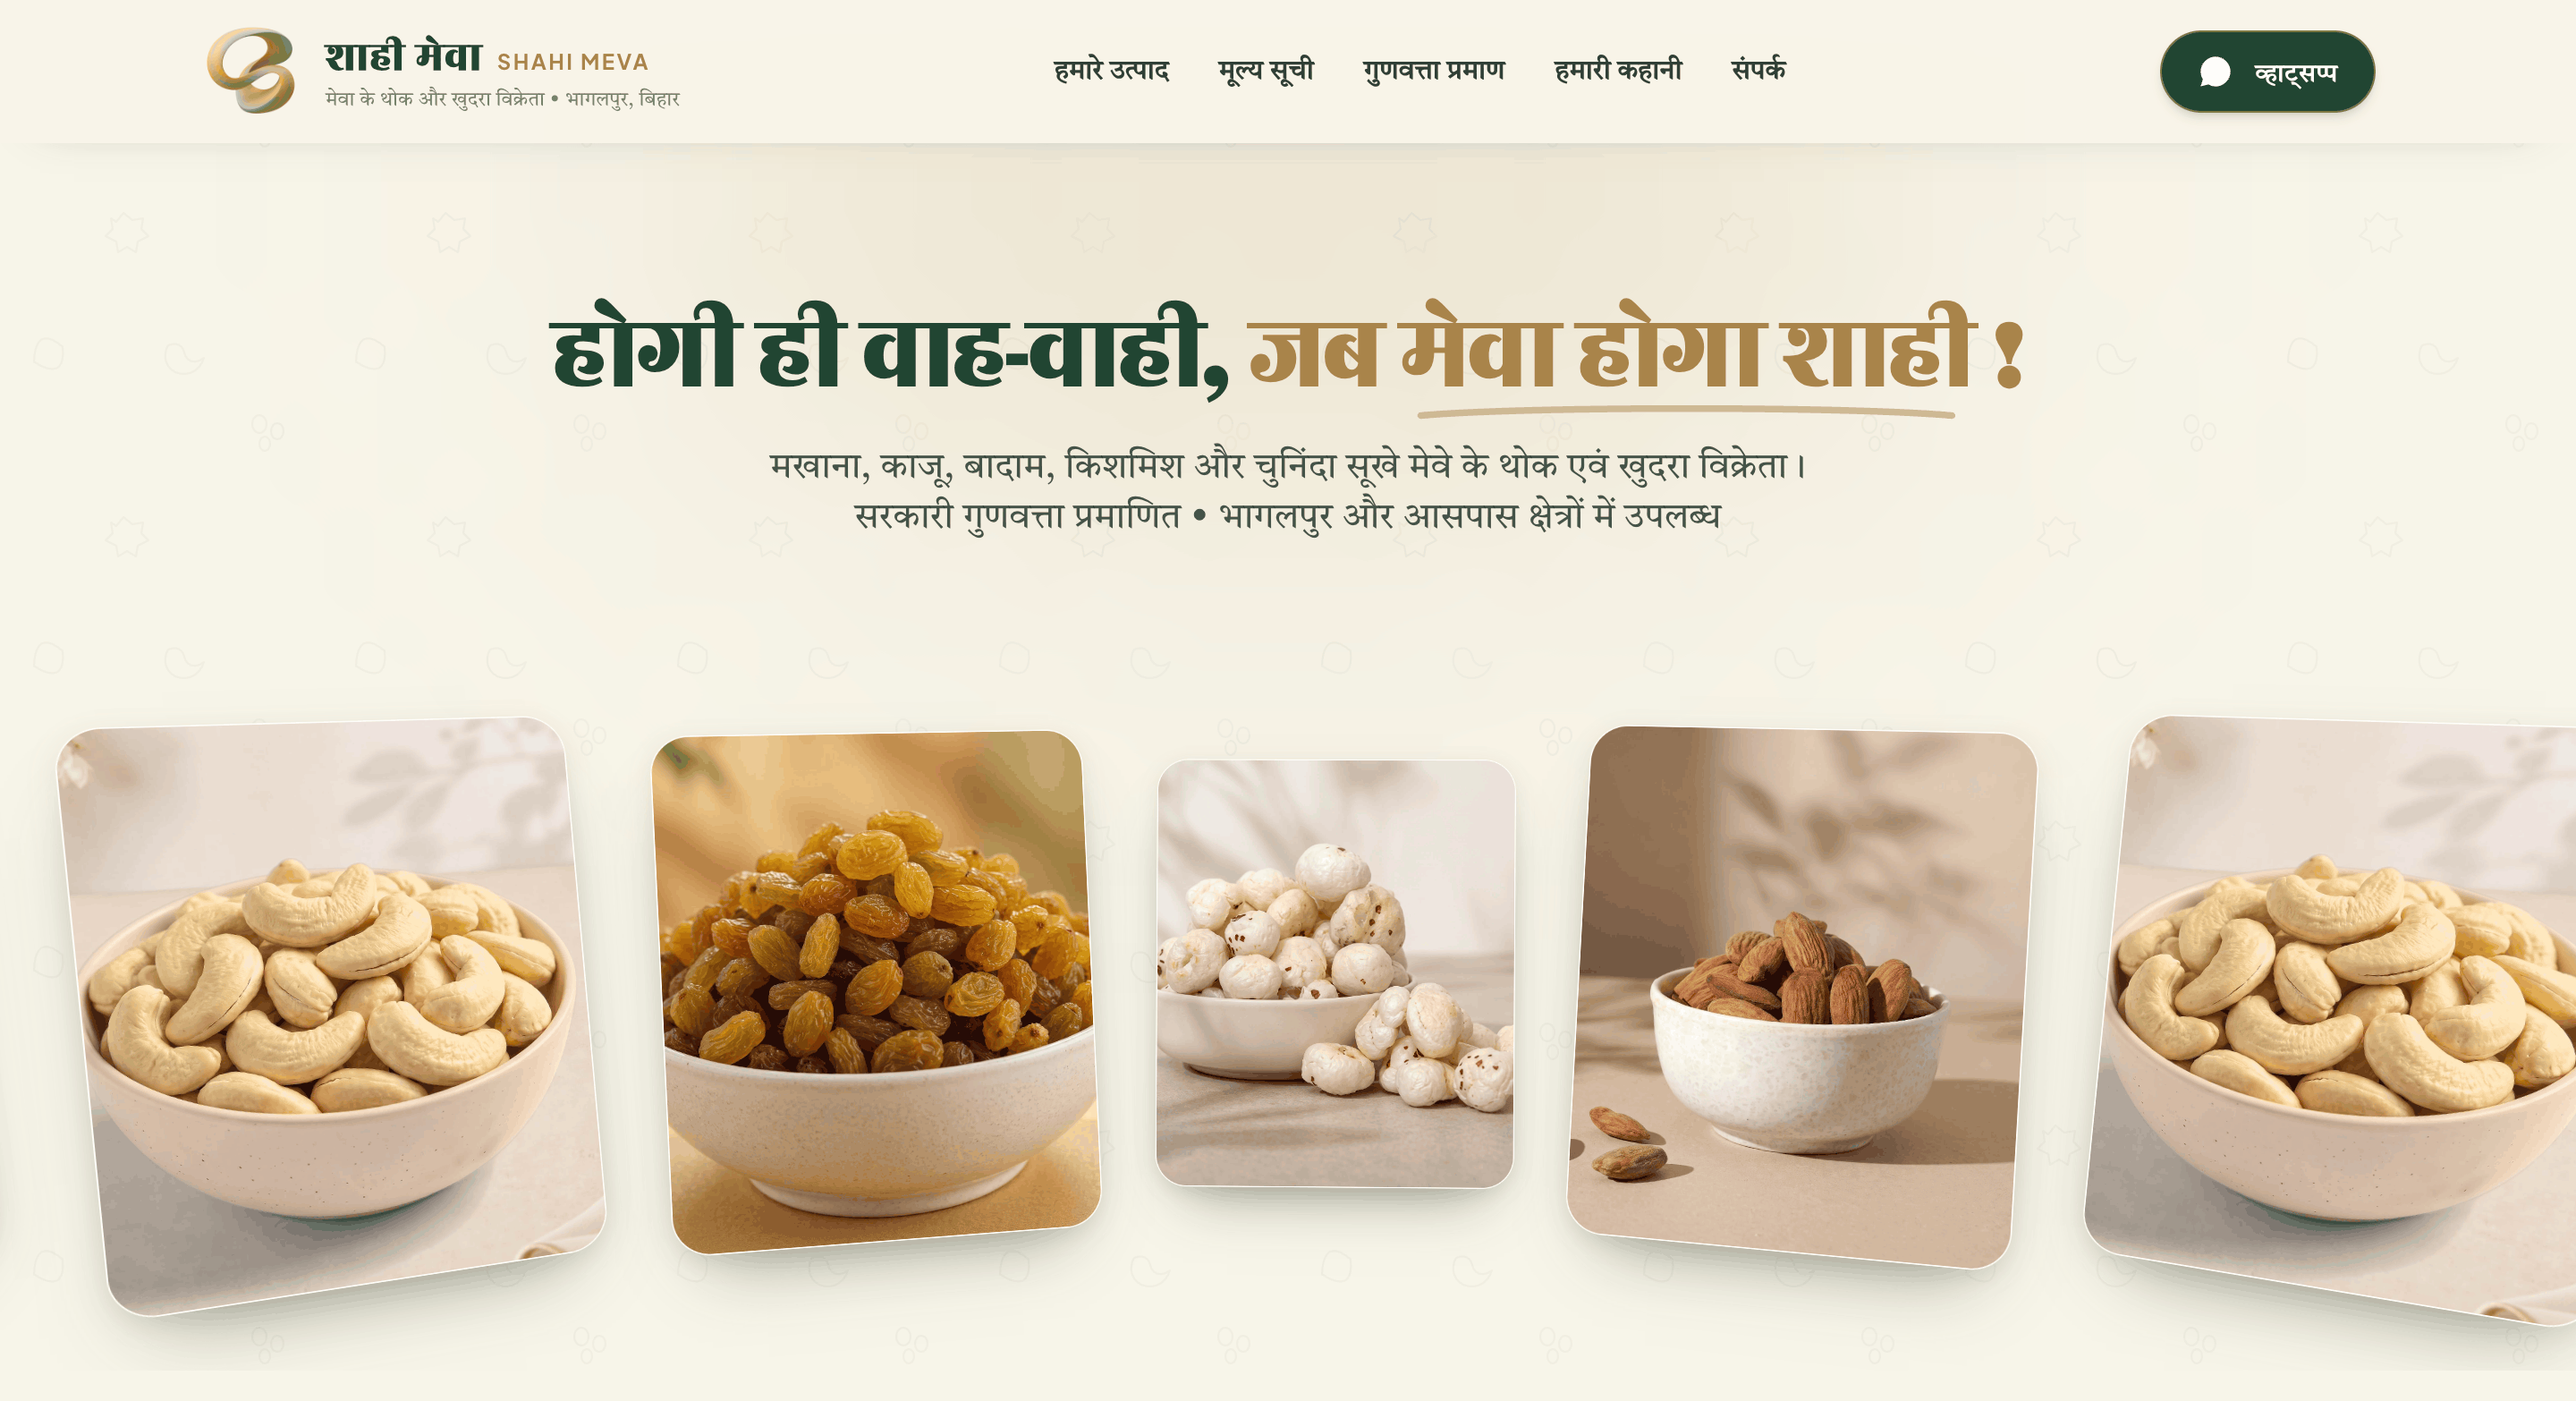 शाही मेवा SHAHI MEVA
मेवा के थोक और खुदरा विक्रेता • भागलपुर, बिहार
हमारे उत्पाद
मूल्य सूची
गुणवत्ता प्रमाण
हमारी कहानी
संपर्क
व्हाट्सप्प
होगी ही वाह-वाही, जब मेवा होगा शाही !
मखाना, काजू, बादाम, किशमिश और चुनिंदा सूखे मेवे के थोक एवं खुदरा विक्रेता।
सरकारी गुणवत्ता प्रमाणित • भागलपुर और आसपास क्षेत्रों में उपलब्ध